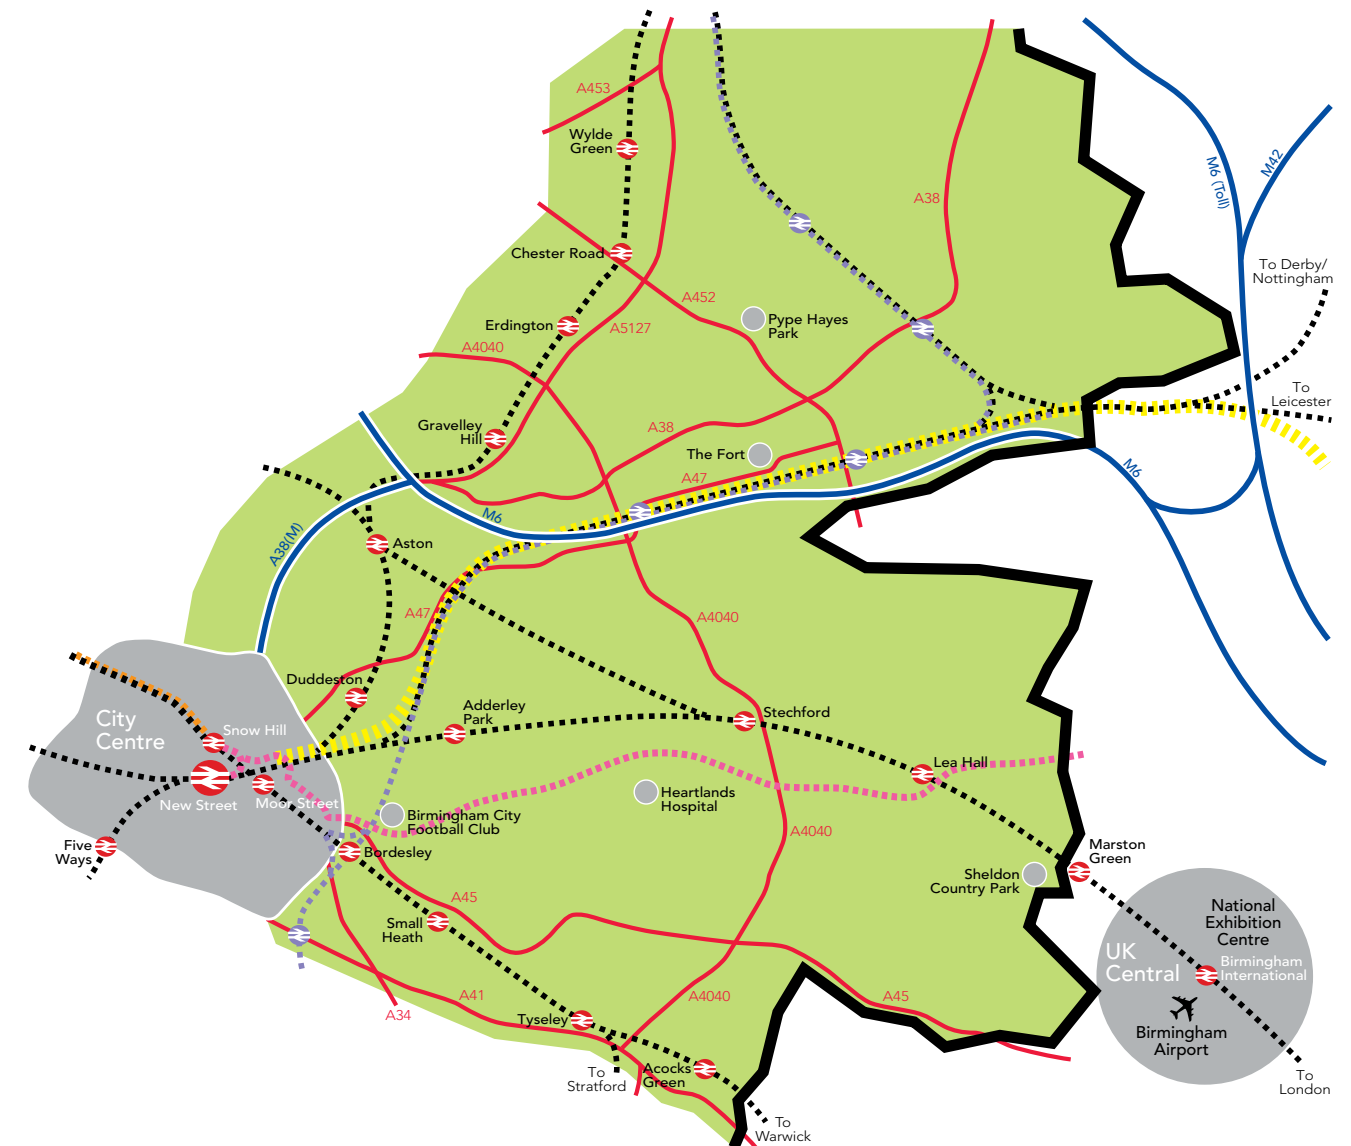 A453
Wylde
Green
M6 (Toll)
M42
A38
Chester Road
To Derby/
Nottingham
A452
Pype Hayes
Park
Erdington
A5127
A4040
To
Leicester
Gravelley
Hill
A38
The Fort
A47
M6
M6
A38(M)
Aston
A47
A4040
Duddeston
Adderley
Park
Stechford
City
Centre
Snow Hill
Lea Hall
New Street
Moor Street
Heartlands
Hospital
Birmingham City
Football Club
A4040
Five
Ways
Bordesley
Marston
Green
Sheldon
Country Park
A45
Small
Heath
National
Exhibition
Centre
UK
Central
Birmingham
International
A41
A4040
A45
A34
Tyseley
Birmingham
Airport
To
Stratford
Acocks
Green
To
London
To
Warwick